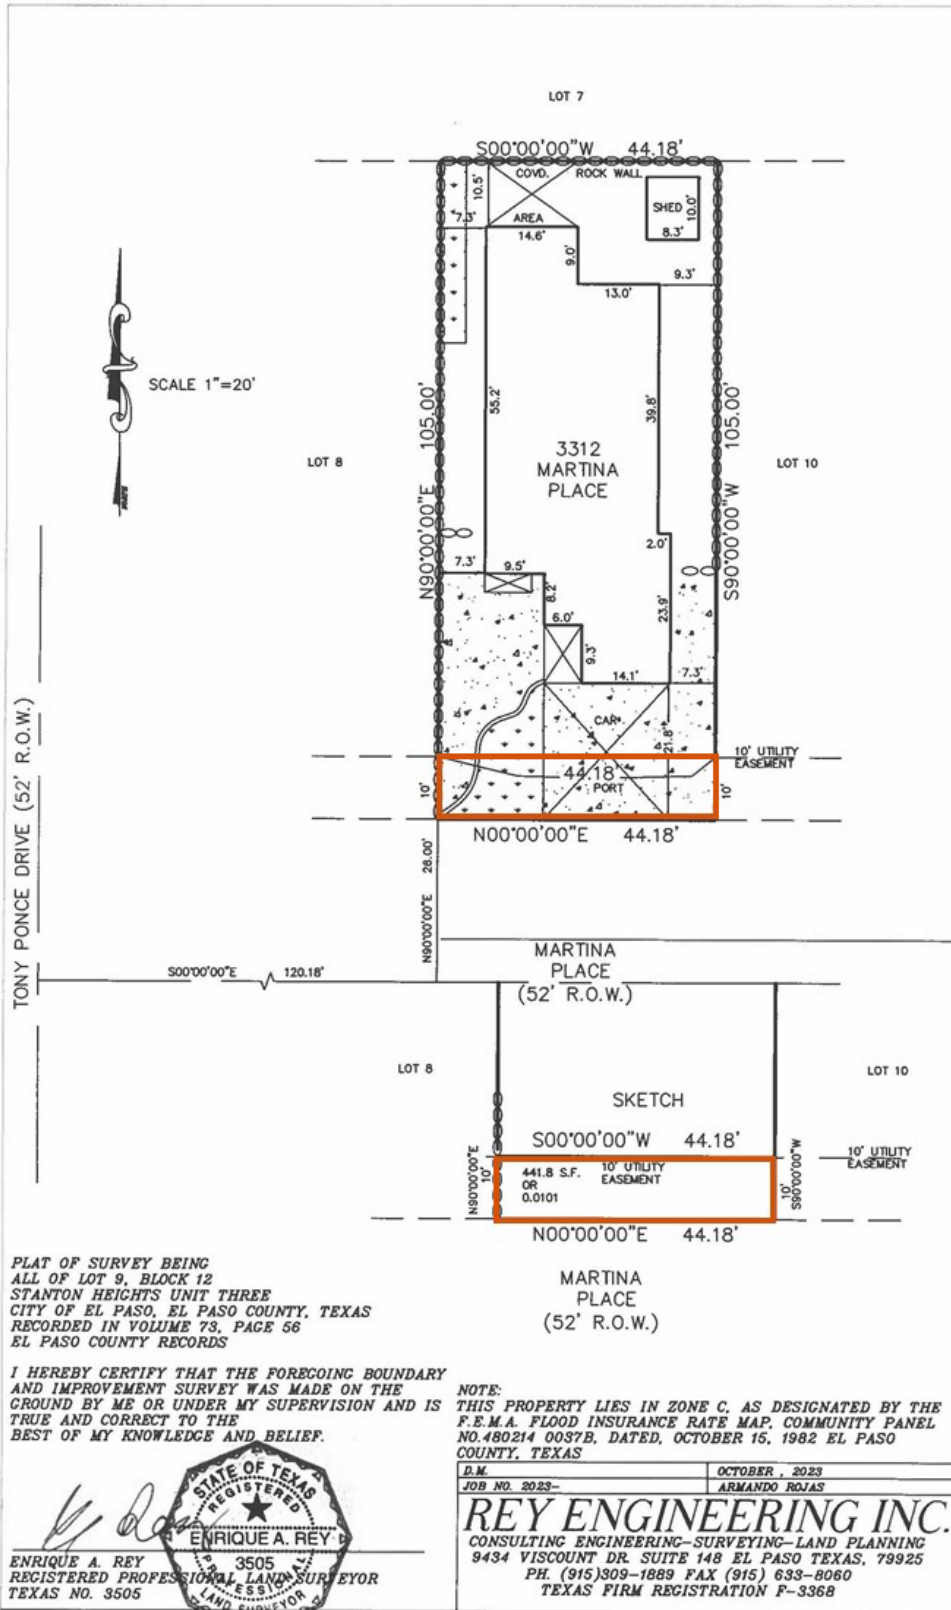 LOT 7
S00°00'00"W 44.18'
COVD. ROCK WALL
10.5'
SHED 10.0'
7.3' AREA
8.3'
14.6'
9.0'
9.3'
13.0'
SCALE 1"=20'
N90°00'00"E 105.00'
55.2'
39.8'
S90°00'00"W 105.00'
3312
MARTINA
PLACE
LOT 8
LOT 10
2.0'
7.3' 9.5'
8.2'
23.9'
6.0'
9.3'
14.1' 7.3'
CAR
21.8'
10' UTILITY
EASEMENT
44.18'
PORT
10'
10'
N00°00'00"E 44.18'
TONY PONCE DRIVE (52' R.O.W.)
N90°00'00"E 28.00'
MARTINA
PLACE
(52' R.O.W.)
S00°00'00"E 120.18'
LOT 8
LOT 10
SKETCH
S00°00'00"W 44.18'
N90°00'00"E
10'
441.8 S.F.
OR
0.0101
10' UTILITY
EASEMENT
10'
S90°00'00"W
10' UTILITY
EASEMENT
N00°00'00"E 44.18'
MARTINA
PLACE
(52' R.O.W.)
PLAT OF SURVEY BEING
ALL OF LOT 9, BLOCK 12
STANTON HEIGHTS UNIT THREE
CITY OF EL PASO, EL PASO COUNTY, TEXAS
RECORDED IN VOLUME 73, PAGE 56
EL PASO COUNTY RECORDS
I HEREBY CERTIFY THAT THE FOREGOING BOUNDARY
AND IMPROVEMENT SURVEY WAS MADE ON THE
GROUND BY ME OR UNDER MY SUPERVISION AND IS
TRUE AND CORRECT TO THE
BEST OF MY KNOWLEDGE AND BELIEF.
STATE OF TEXAS
REGISTERED
ENRIQUE A. REY
3505
PROFESSIONAL
LAND SURVEYOR
ENRIQUE A. REY
REGISTERED PROFESSIONAL LAND SURVEYOR
TEXAS NO. 3505
NOTE:
THIS PROPERTY LIES IN ZONE C, AS DESIGNATED BY THE
F.E.M.A. FLOOD INSURANCE RATE MAP, COMMUNITY PANEL
NO.480214 0037B, DATED, OCTOBER 15, 1982 EL PASO
COUNTY, TEXAS
D.M. OCTOBER , 2023
JOB NO. 2023- ARMANDO ROJAS
REY ENGINEERING INC.
CONSULTING ENGINEERING-SURVEYING-LAND PLANNING
9434 VISCOUNT DR. SUITE 148 EL PASO TEXAS, 79925
PH. (915)309-1889 FAX (915) 633-8060
TEXAS FIRM REGISTRATION F-3368